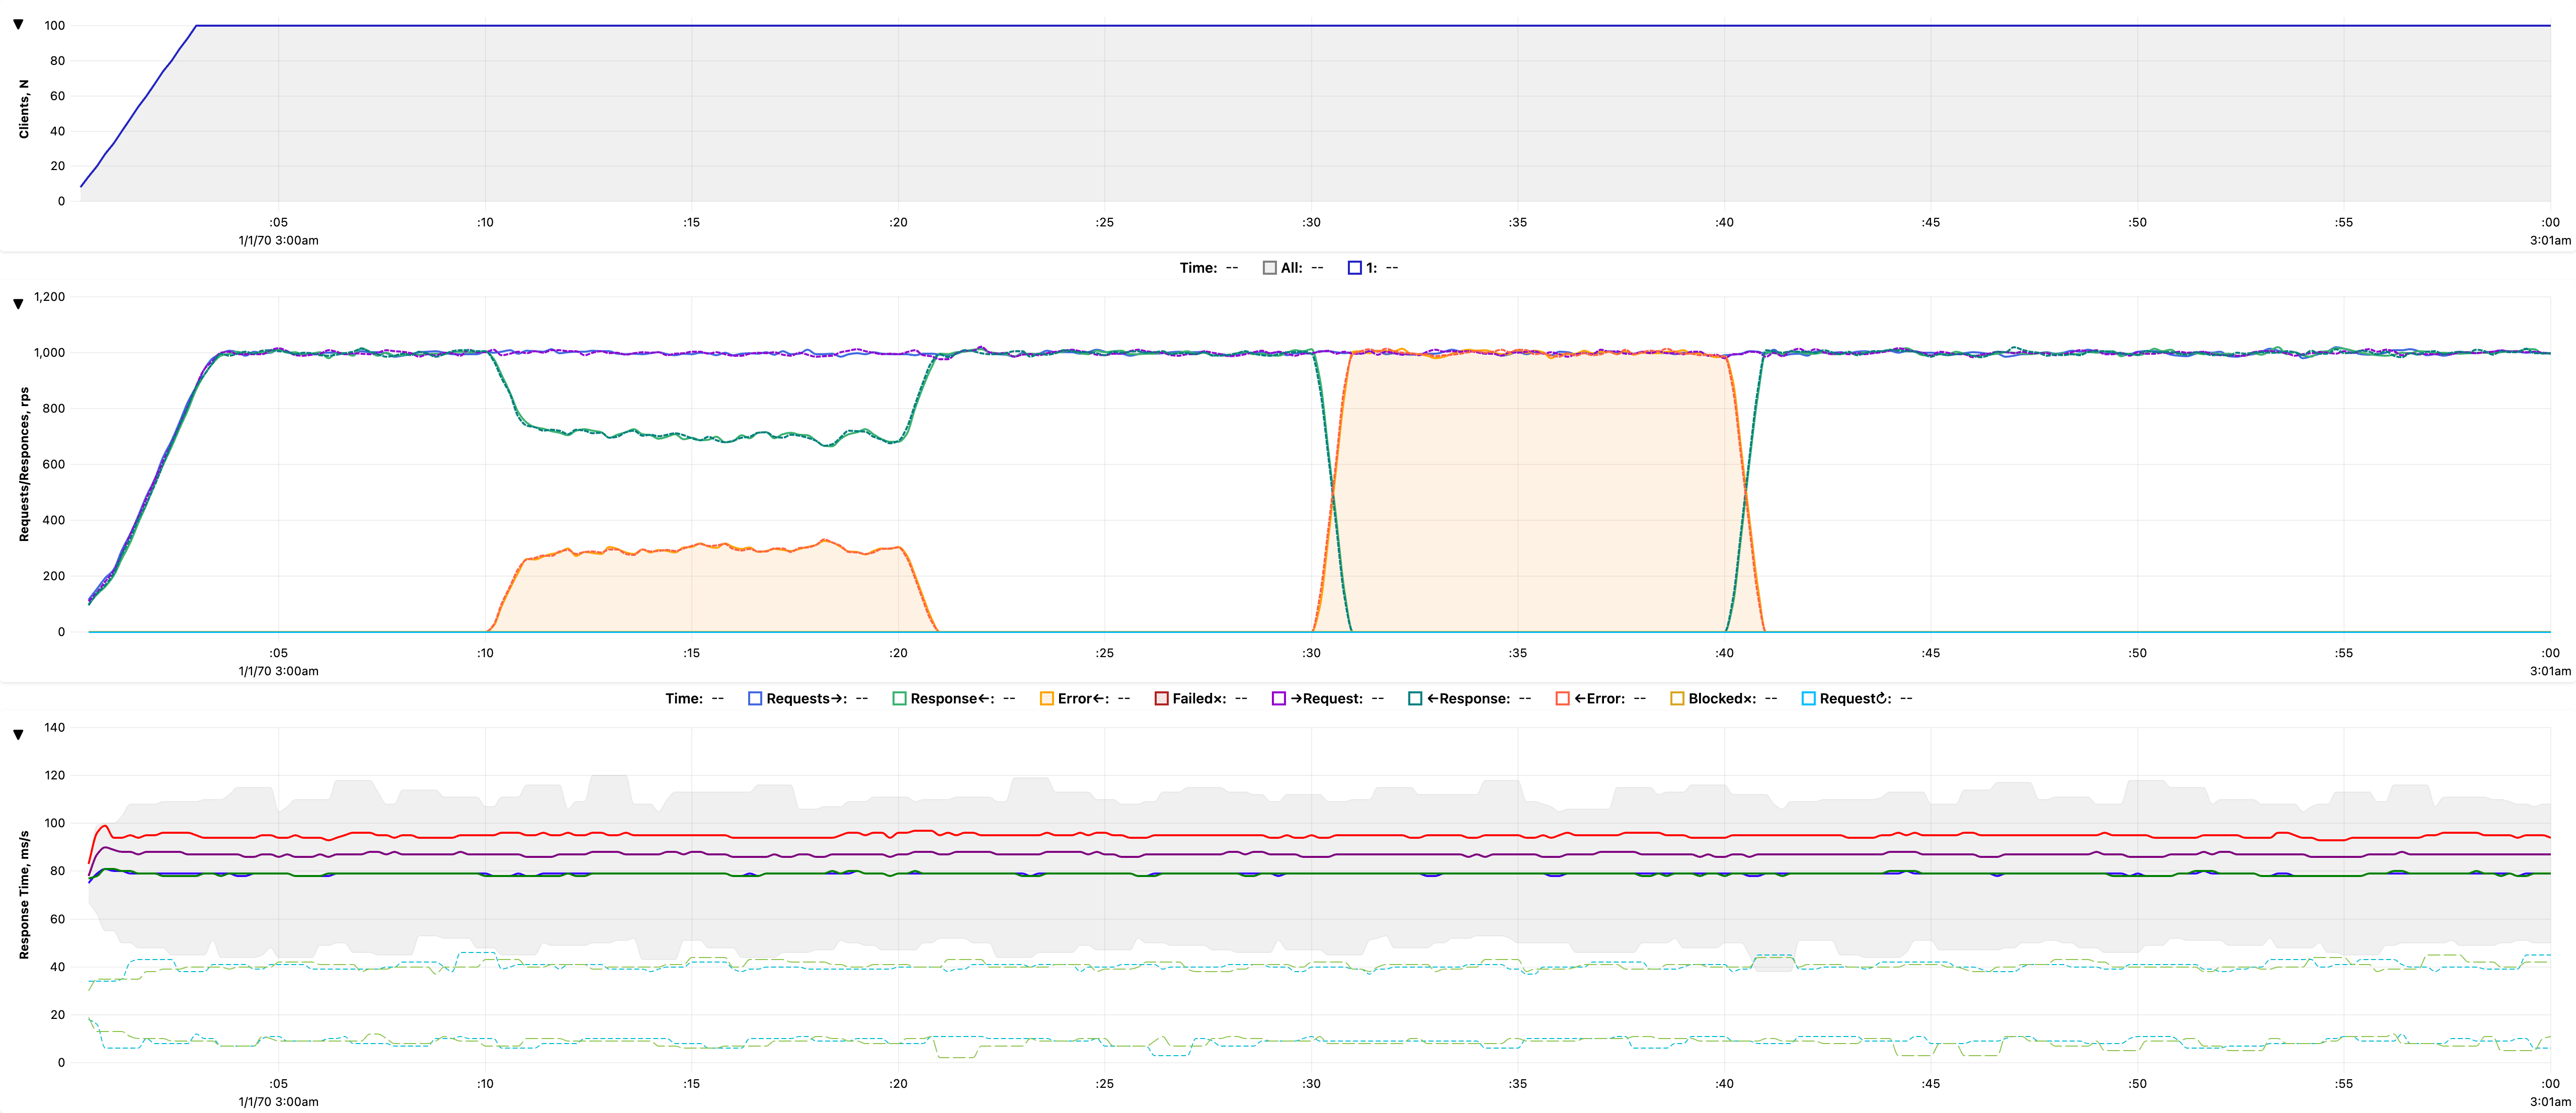 ▼
Clients, N
100
80
60
40
20
0
:05 :10 :15 :20 :25 :30 :35 :40 :45 :50 :55 :00
1/1/70 3:00am 3:01am
Time: -- All: -- 1: --
▼
Requests/Responces, rps
1,200
1,000
800
600
400
200
0
:05 :10 :15 :20 :25 :30 :35 :40 :45 :50 :55 :00
1/1/70 3:00am 3:01am
Time: -- Requests→: -- Response←: -- Error←: -- Failed×: -- →Request: -- ←Response: -- ←Error: -- Blocked×: -- Request↻: --
▼
Response Time, ms/s
140
120
100
80
60
40
20
0
:05 :10 :15 :20 :25 :30 :35 :40 :45 :50 :55 :00
1/1/70 3:00am 3:01am